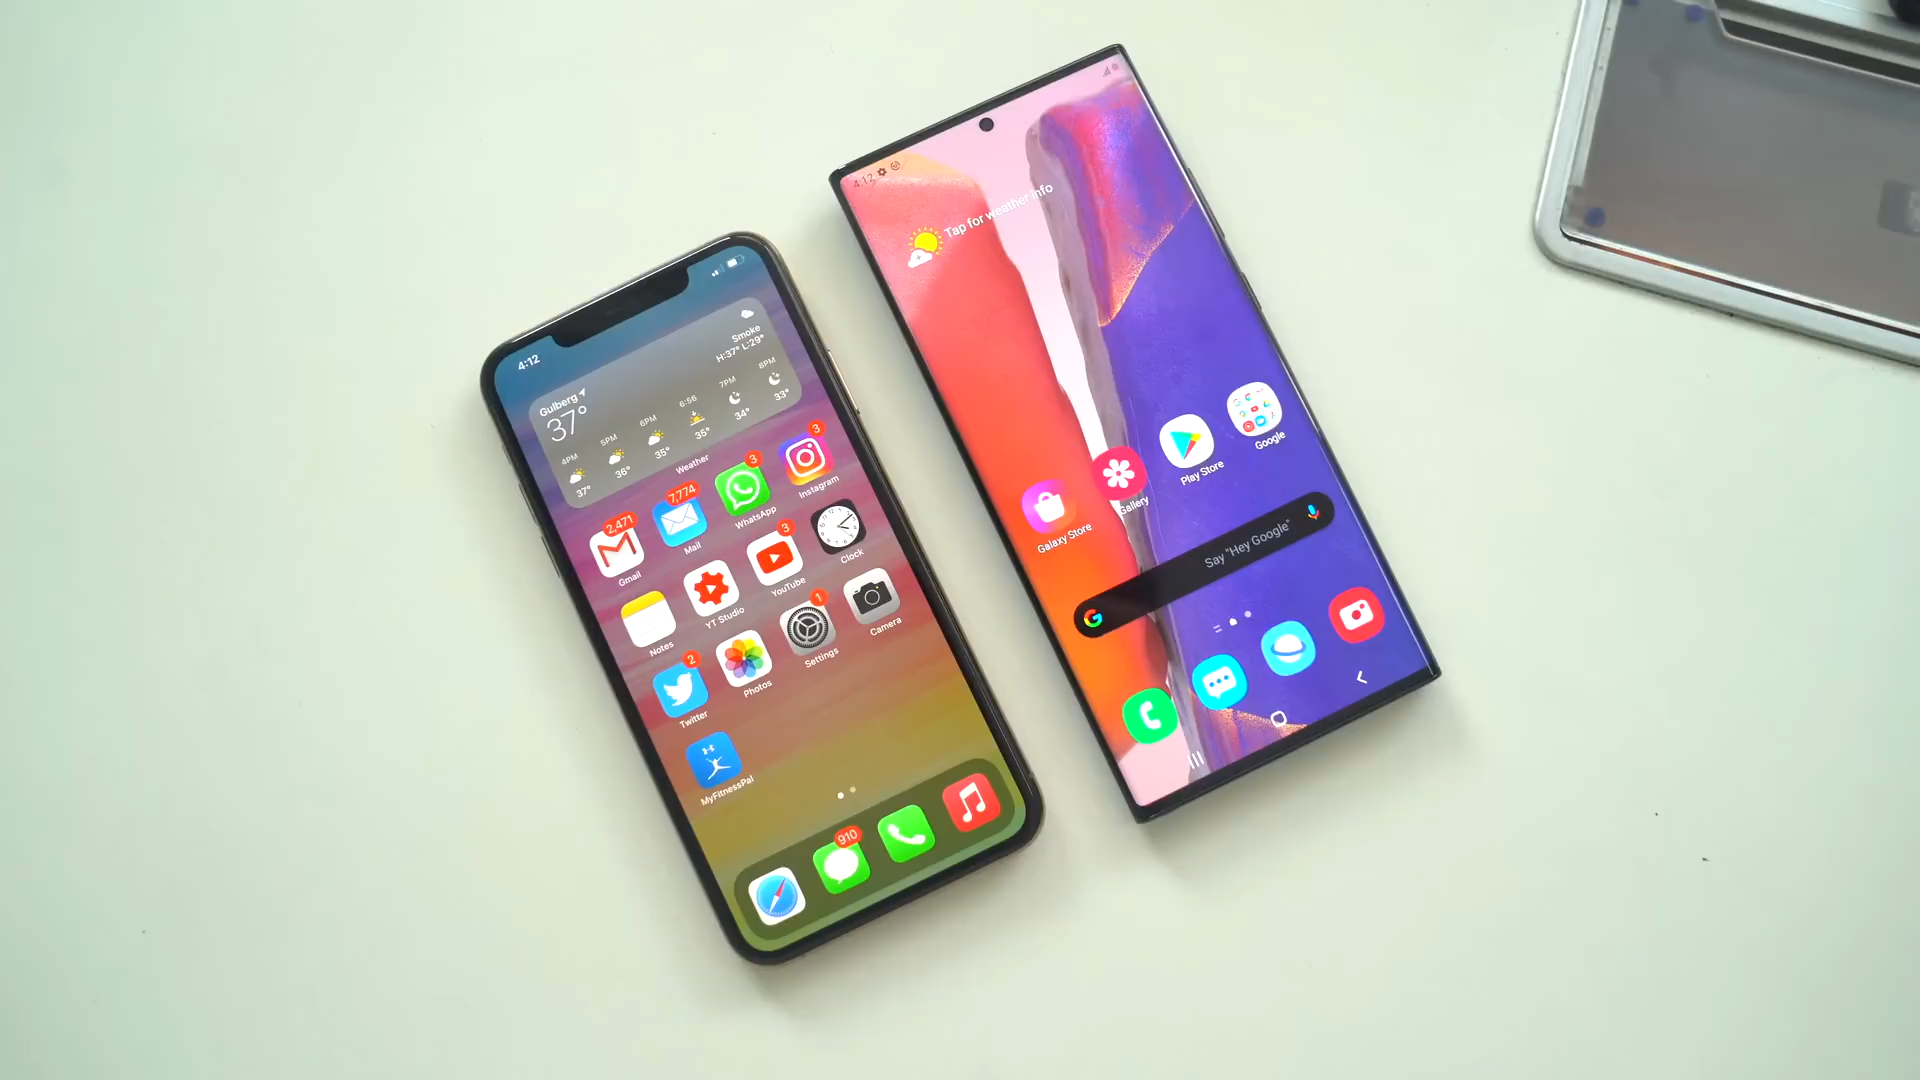 4:12
Gulberg
37°
Smoke
H:37° L:29°
4PM
5PM
6PM
6:56
7PM
8PM
37°
36°
35°
35°
34°
33°
Weather
2,471
7,774
3
3
Gmail
Mail
WhatsApp
Instagram
3
Notes
YT Studio
YouTube
Clock
2
1
Twitter
Photos
Settings
Camera
MyFitnessPal
910
4:12
Tap for weather info
Galaxy Store
Gallery
Play Store
Google
Say "Hey Google"